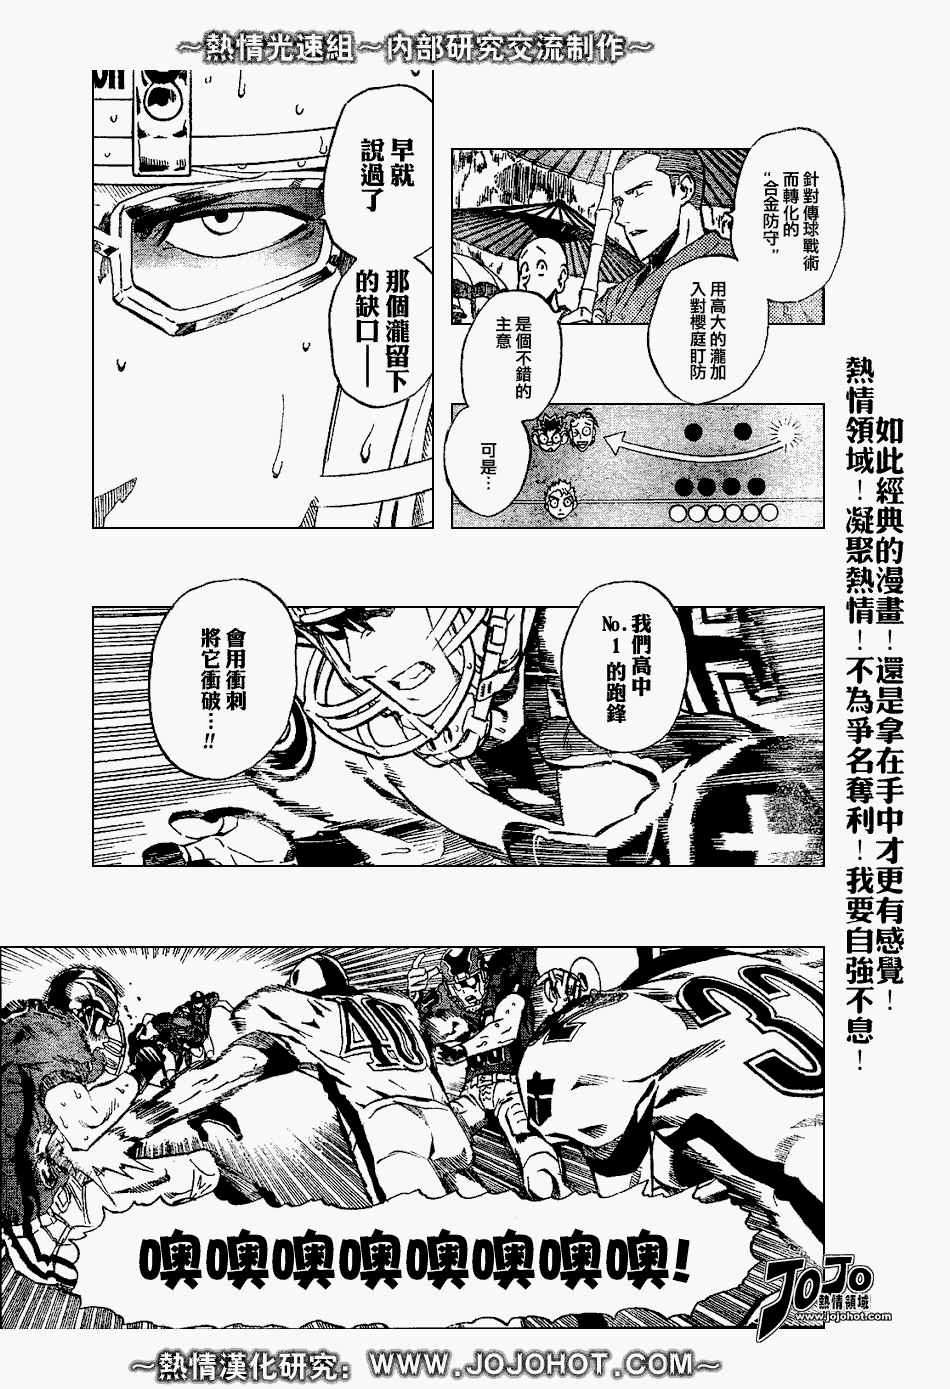 ～熱情光速組～内部研究交流制作～
針對傳球戰術
而轉化的
“合金防守”
用高大的瀧加
入對櫻庭盯防
是個不錯的
主意
可是…
早就
說過了
那個瀧留下
的缺口——
我們高中
No.1的跑鋒
會用衝刺
將它衝破…!!
40
32
噢噢噢噢噢噢噢噢!
如此經典的漫畫！還是拿在手中才更有感覺！
熱情領域！凝聚熱情！不為爭名奪利！我要自強不息！
JOJO
熱情領域
www.jojohot.com
～熱情漢化研究：WWW.JOJOHOT.COM～